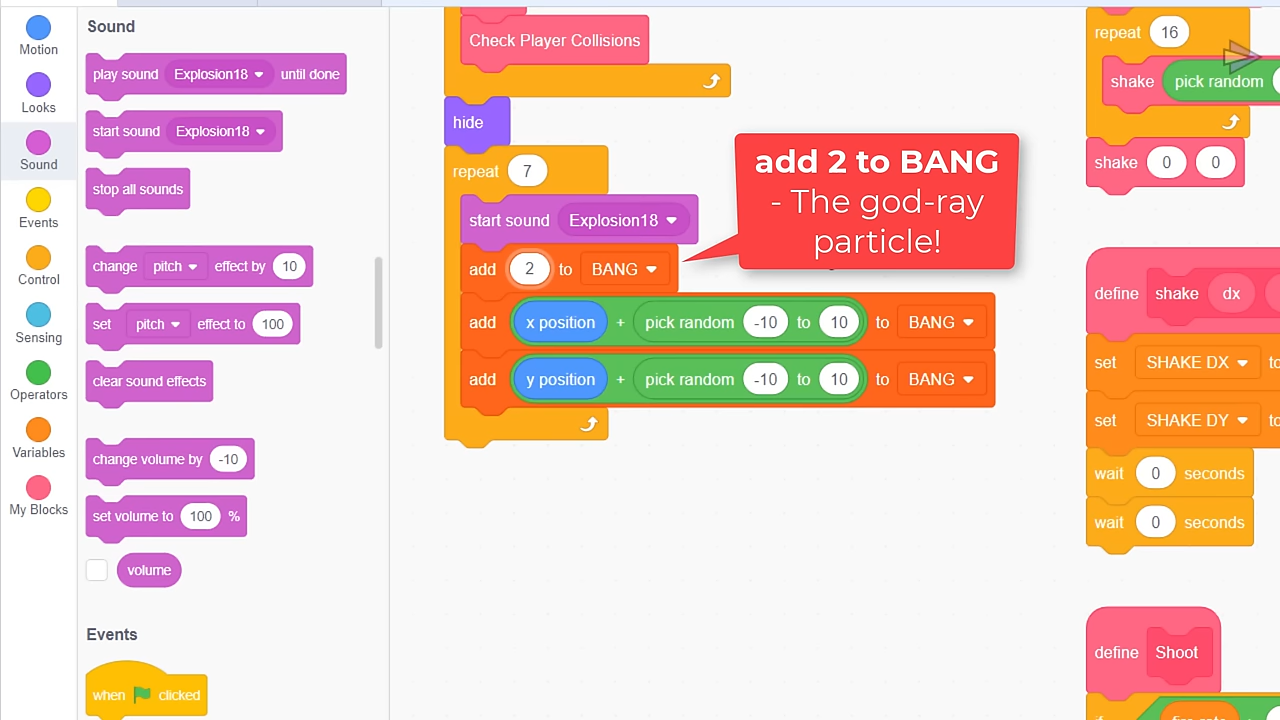 Motion
Looks
Sound
Events
Control
Sensing
Operators
Variables
My Blocks
Sound
play sound Explosion18 until done
start sound Explosion18
stop all sounds
change pitch effect by 10
set pitch effect to 100
clear sound effects
change volume by -10
set volume to 100 %
volume
Events
when clicked
Check Player Collisions
hide
repeat 7
start sound Explosion18
add 2 to BANG
add x position + pick random -10 to 10 to BANG
add y position + pick random -10 to 10 to BANG
add 2 to BANG
- The god-ray
particle!
repeat 16
shake pick random
shake 0 0
define shake dx
set SHAKE DX to
set SHAKE DY to
wait 0 seconds
wait 0 seconds
define Shoot